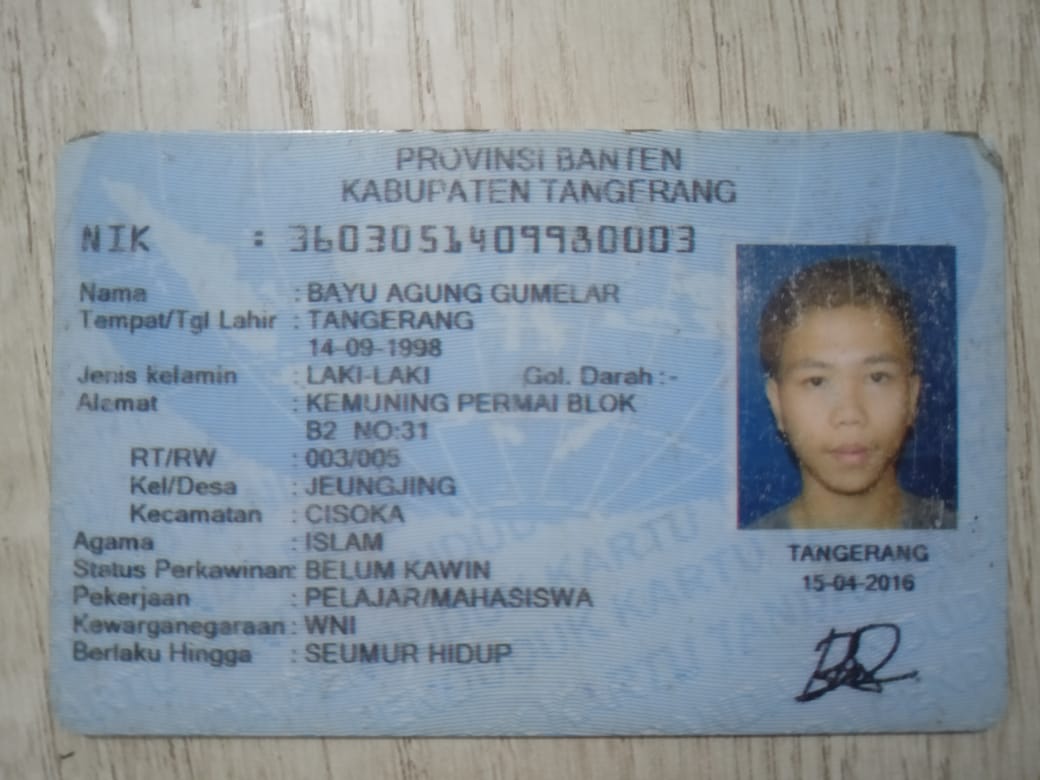 PROVINSI BANTEN
KABUPATEN TANGERANG
NIK : 3603051409980003
Nama : BAYU AGUNG GUMELAR
Tempat/Tgl Lahir : TANGERANG
14-09-1998
Jenis kelamin : LAKI-LAKI Gol. Darah :-
Alamat : KEMUNING PERMAI BLOK
B2 NO:31
RT/RW : 003/005
Kel/Desa : JEUNGJING
Kecamatan : CISOKA
Agama : ISLAM
Status Perkawinan: BELUM KAWIN
Pekerjaan : PELAJAR/MAHASISWA
Kewarganegaraan: WNI
Berlaku Hingga : SEUMUR HIDUP
TANGERANG
15-04-2016